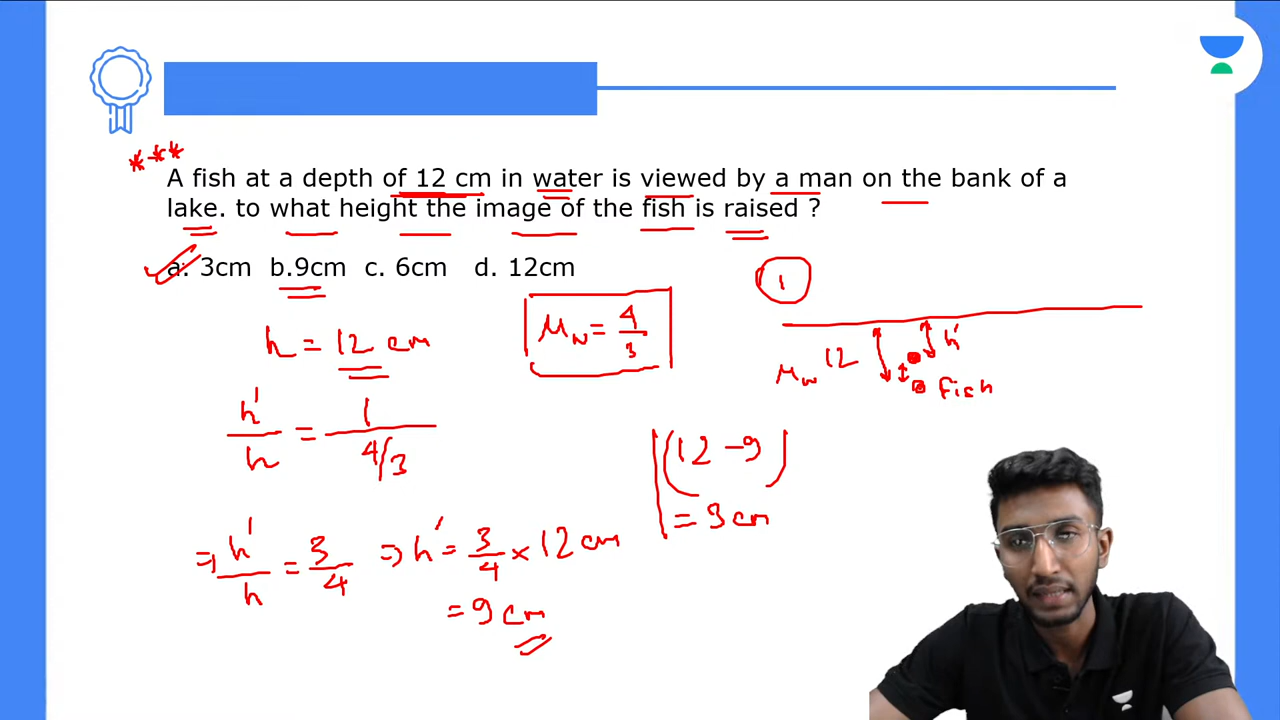 ***
A fish at a depth of 12 cm in water is viewed by a man on the bank of a
lake. to what height the image of the fish is raised ?
a. 3cm b.9cm c. 6cm d. 12cm
1
h = 12 cm
μw = 4/3
μw 12 h'
fish
h'/h = 1/(4/3)
(12 - 9)
= 3 cm
⇒ h'/h = 3/4 ⇒ h' = 3/4 × 12 cm
= 9 cm